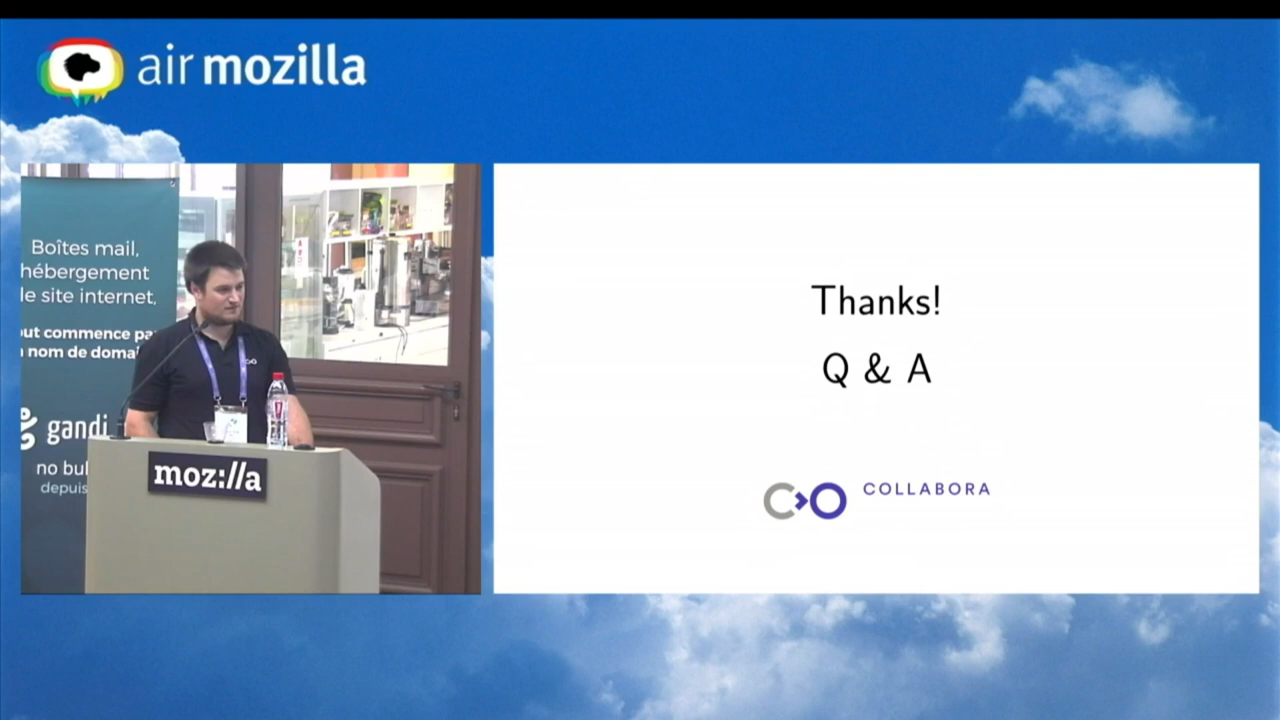 air mozilla
Boîtes mail,
hébergement
le site internet,
out commence pa
nom de domai
gandi
no bul
depuis
moz://a
Thanks!
Q & A
COLLABORA